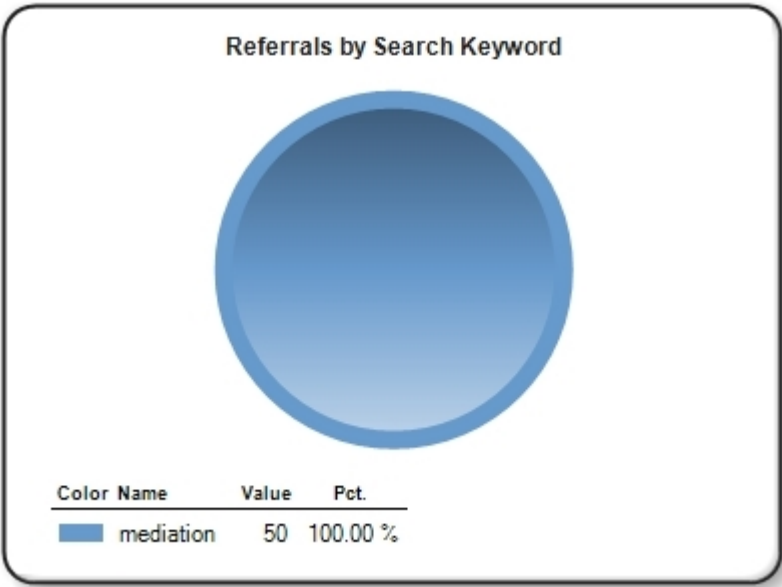 Referrals by Search Keyword
Color Name Value Pct.
mediation 50 100.00 %